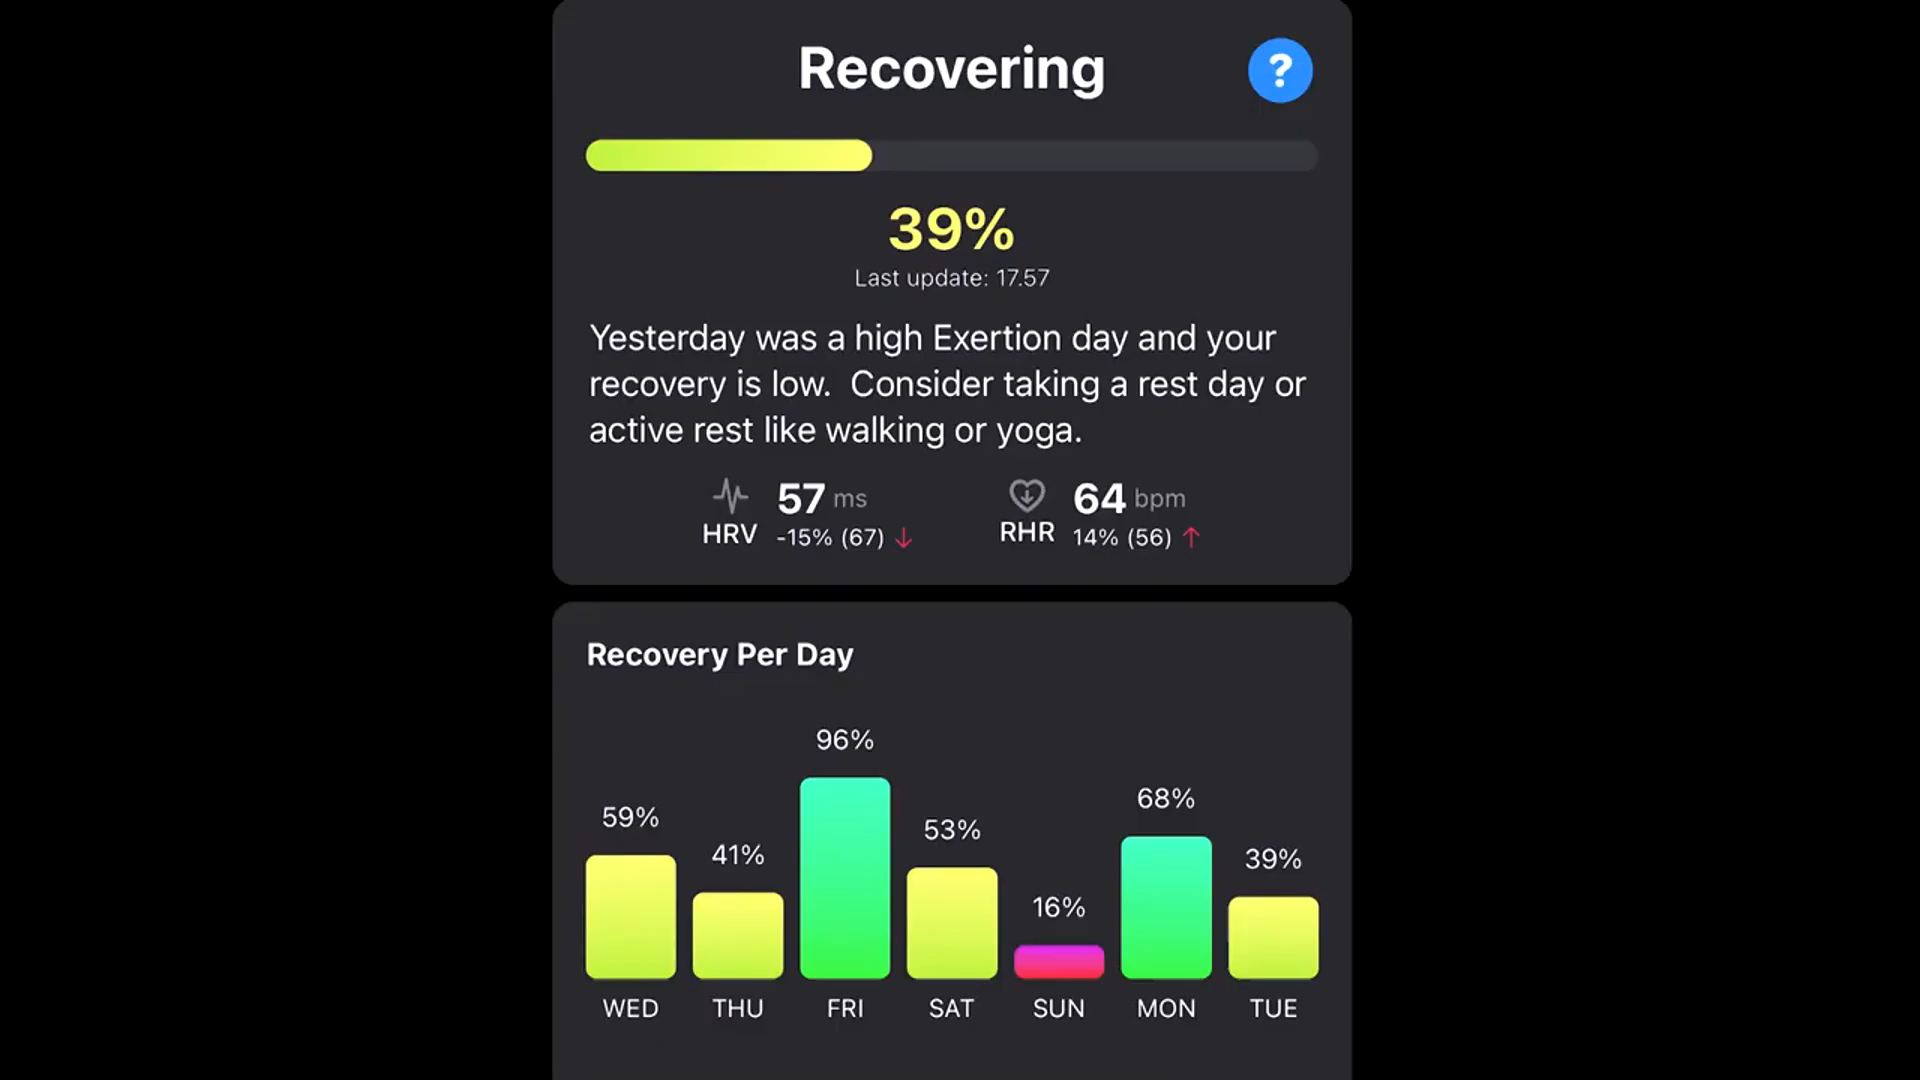 Recovering
?
39%
Last update: 17.57
Yesterday was a high Exertion day and your
recovery is low.  Consider taking a rest day or
active rest like walking or yoga.
HRV 57 ms
-15% (67) ↓
RHR 64 bpm
14% (56) ↑
Recovery Per Day
59% 41% 96% 53% 16% 68% 39%
WED THU FRI SAT SUN MON TUE